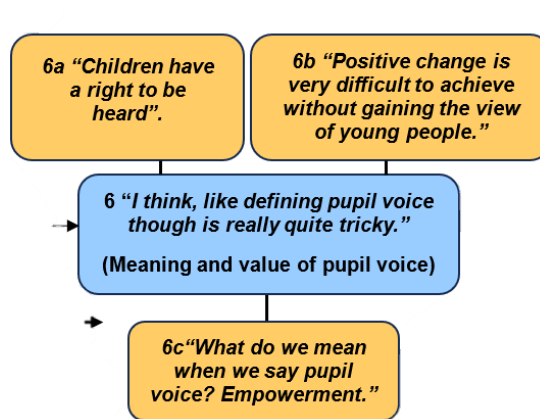 6a “Children have
a right to be
heard”.
6b “Positive change is
very difficult to achieve
without gaining the view
of young people.”
6 “I think, like defining pupil voice
though is really quite tricky.”
(Meaning and value of pupil voice)
6c“What do we mean
when we say pupil
voice? Empowerment.”